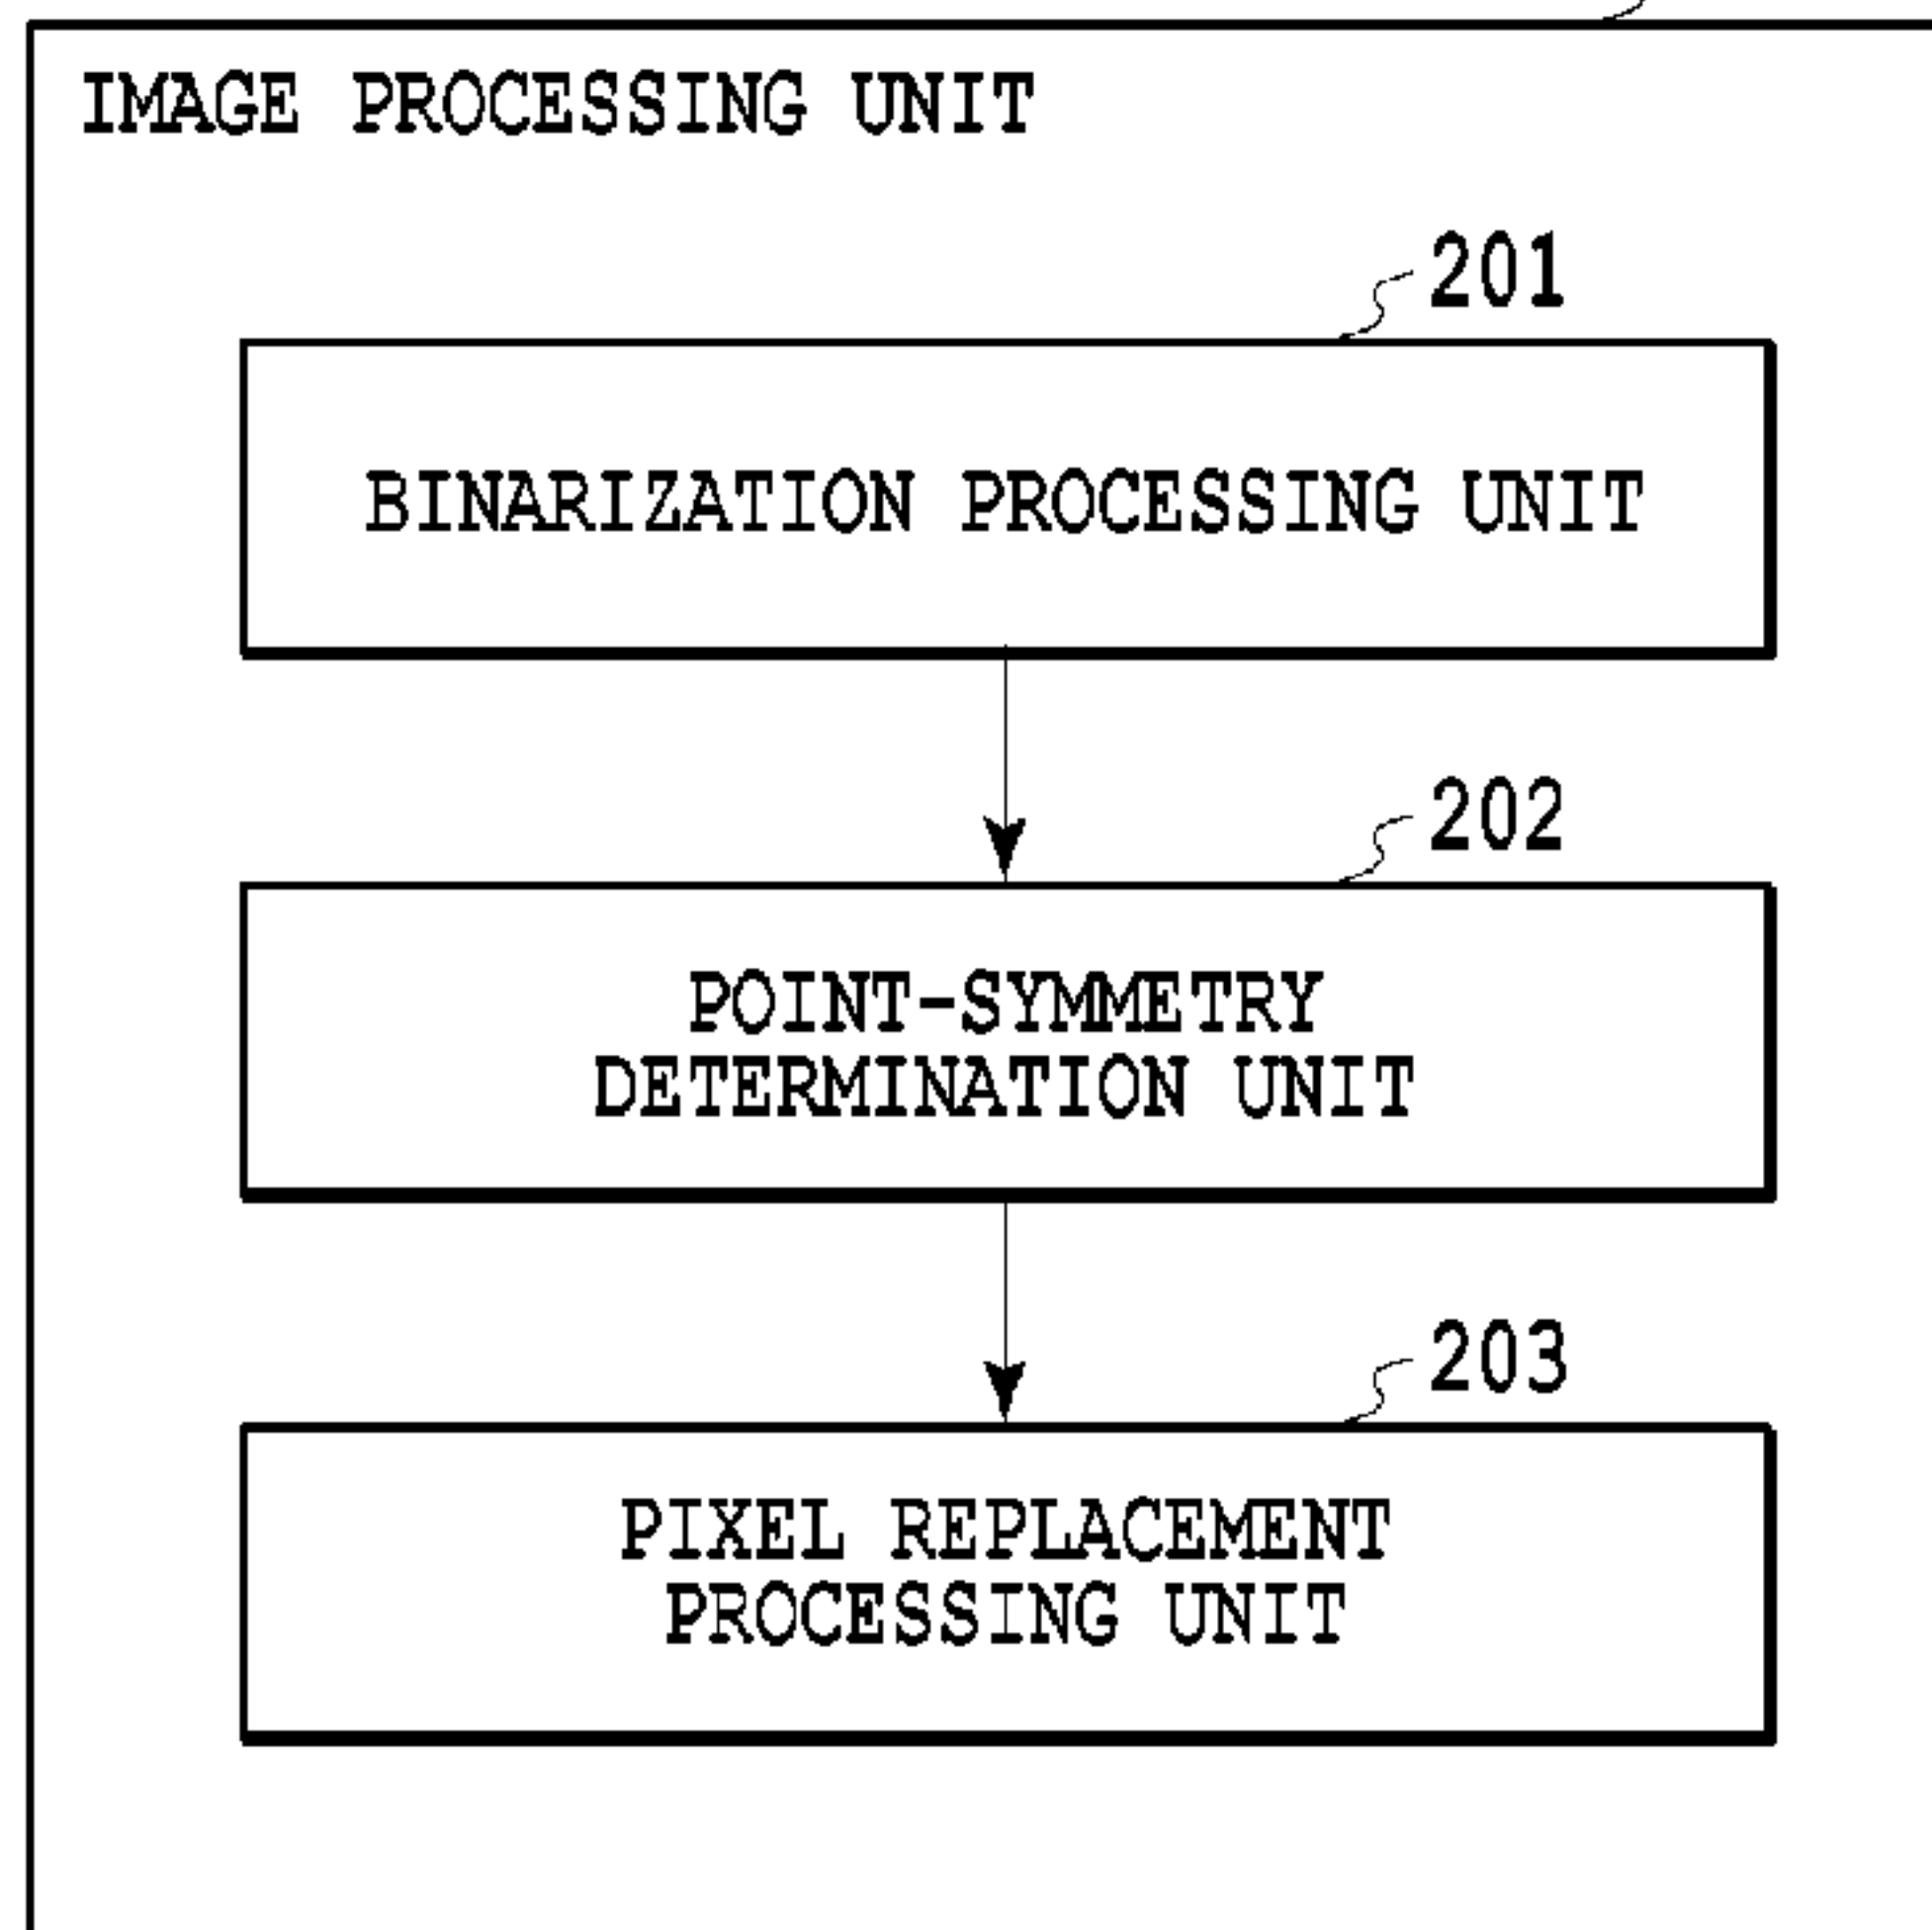 IMAGE PROCESSING UNIT
201
BINARIZATION PROCESSING UNIT
202
POINT-SYMMETRY
DETERMINATION UNIT
203
PIXEL REPLACEMENT
PROCESSING UNIT